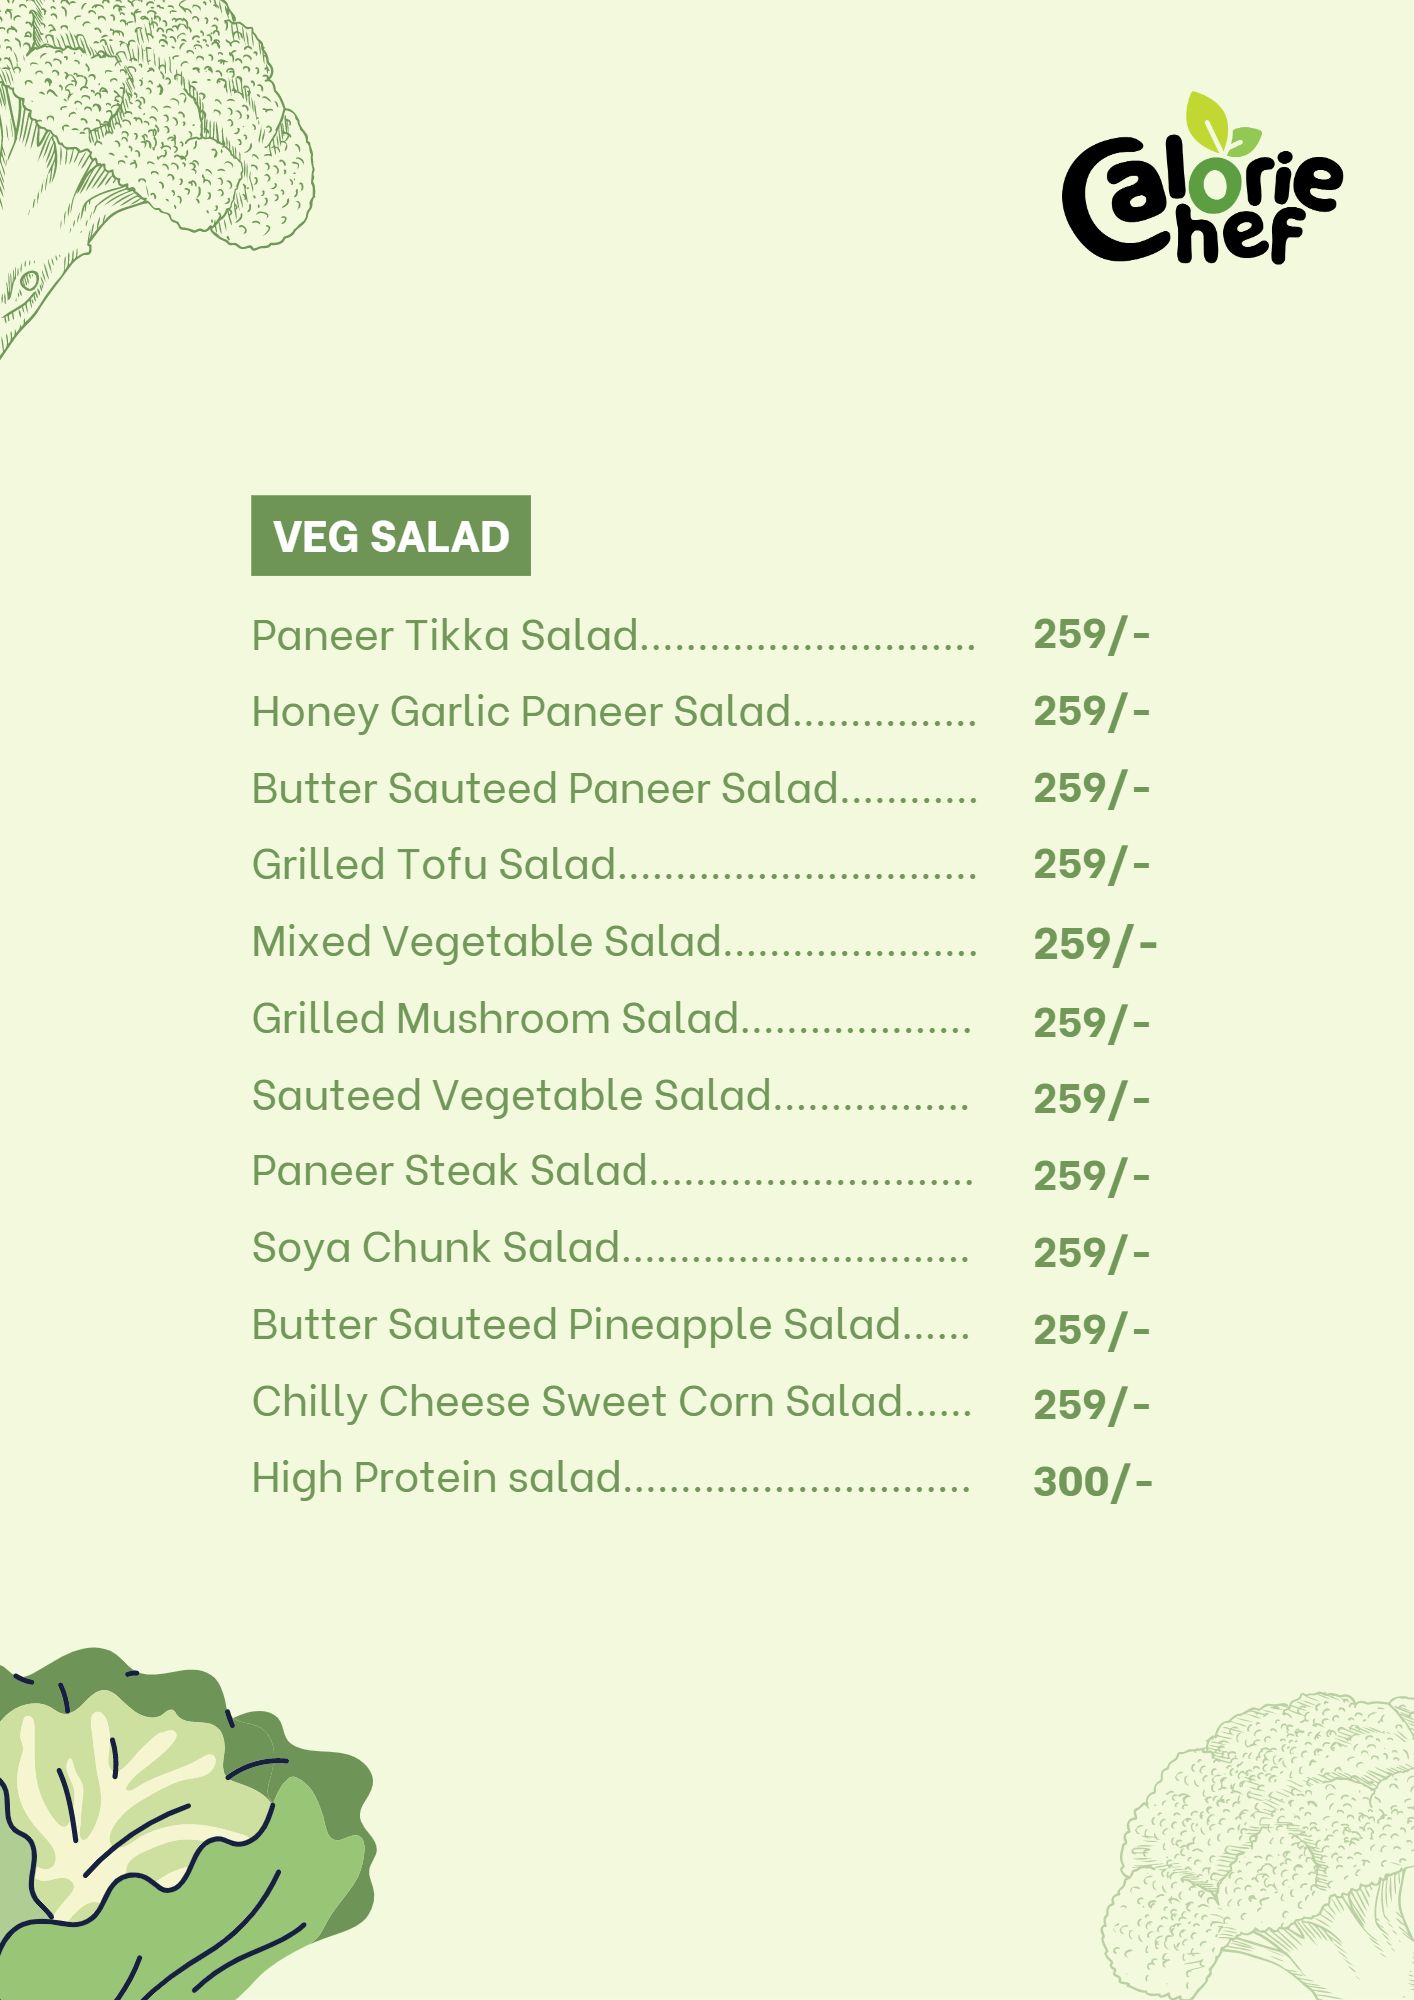 Calorie
Chef
VEG SALAD
Paneer Tikka Salad............................. 259/-
Honey Garlic Paneer Salad................ 259/-
Butter Sauteed Paneer Salad............ 259/-
Grilled Tofu Salad............................... 259/-
Mixed Vegetable Salad...................... 259/-
Grilled Mushroom Salad.................... 259/-
Sauteed Vegetable Salad................. 259/-
Paneer Steak Salad............................ 259/-
Soya Chunk Salad.............................. 259/-
Butter Sauteed Pineapple Salad...... 259/-
Chilly Cheese Sweet Corn Salad...... 259/-
High Protein salad.............................. 300/-